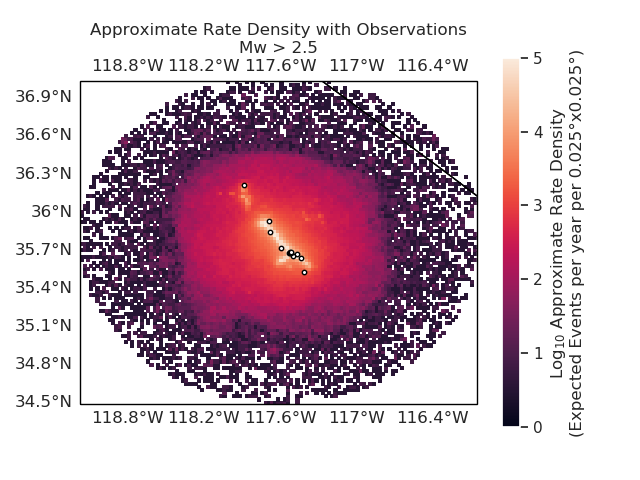 Approximate Rate Density with Observations
Mw > 2.5
118.8°W 118.2°W 117.6°W 117°W 116.4°W
36.9°N
36.6°N
36.3°N
36°N
35.7°N
35.4°N
35.1°N
34.8°N
34.5°N
118.8°W 118.2°W 117.6°W 117°W 116.4°W
5
4
3
2
1
0
Log₁₀ Approximate Rate Density
(Expected Events per year per 0.025°x0.025°)